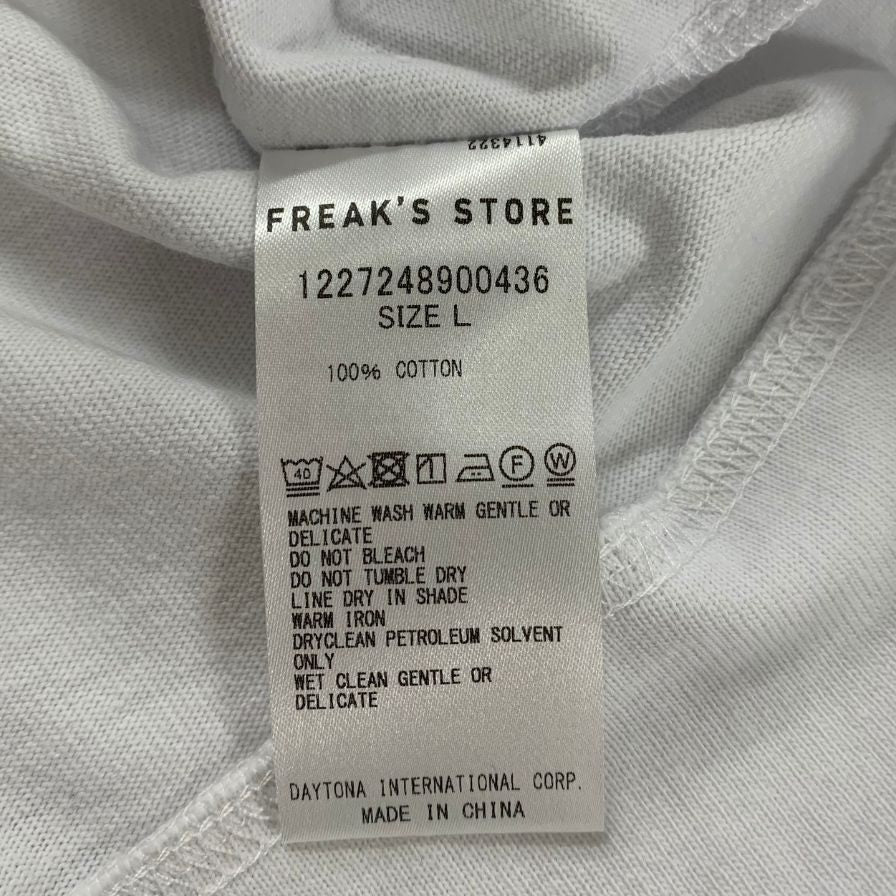 4114322
FREAK'S STORE
1227248900436
SIZE L
100% COTTON
40 F W
MACHINE WASH WARM GENTLE OR
DELICATE
DO NOT BLEACH
DO NOT TUMBLE DRY
LINE DRY IN SHADE
WARM IRON
DRYCLEAN PETROLEUM SOLVENT
ONLY
WET CLEAN GENTLE OR
DELICATE
DAYTONA INTERNATIONAL CORP.
MADE IN CHINA